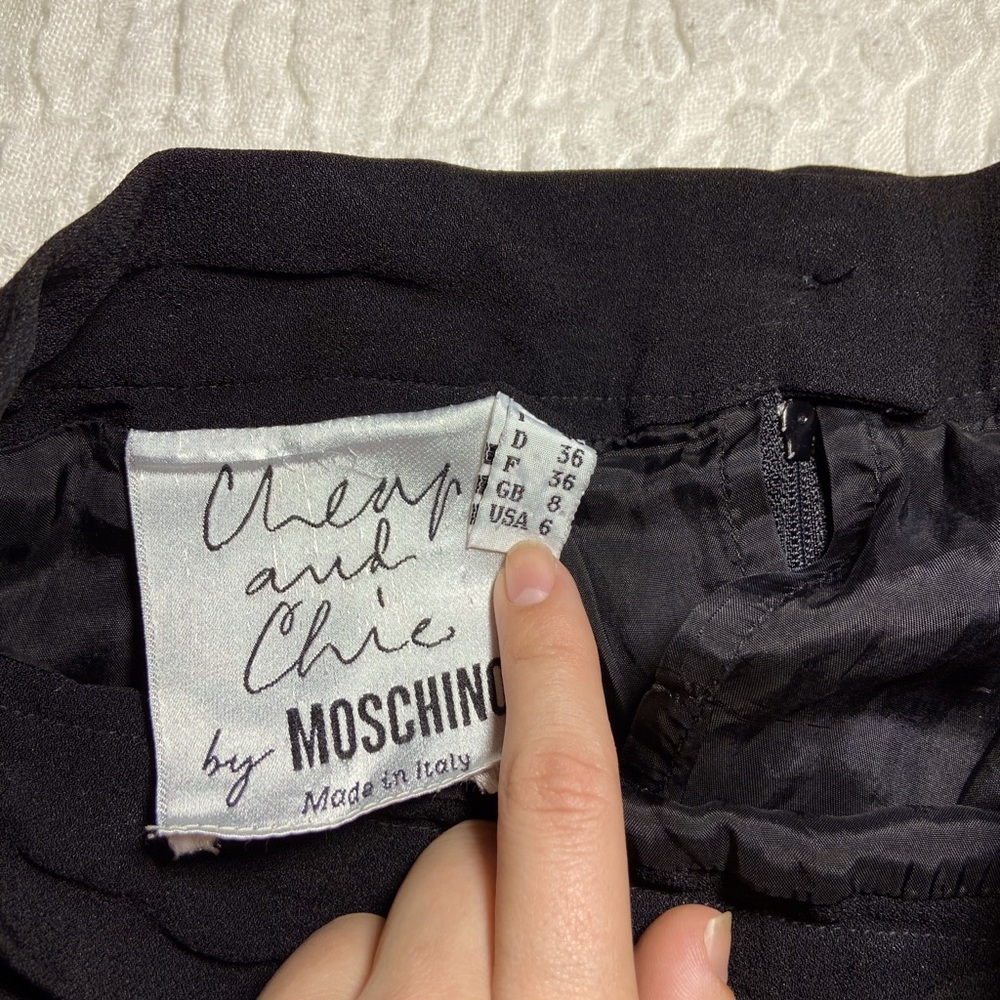 Cheap
and
Chic
by MOSCHINO
Made in Italy
D 36
F 36
GB 8
USA 6